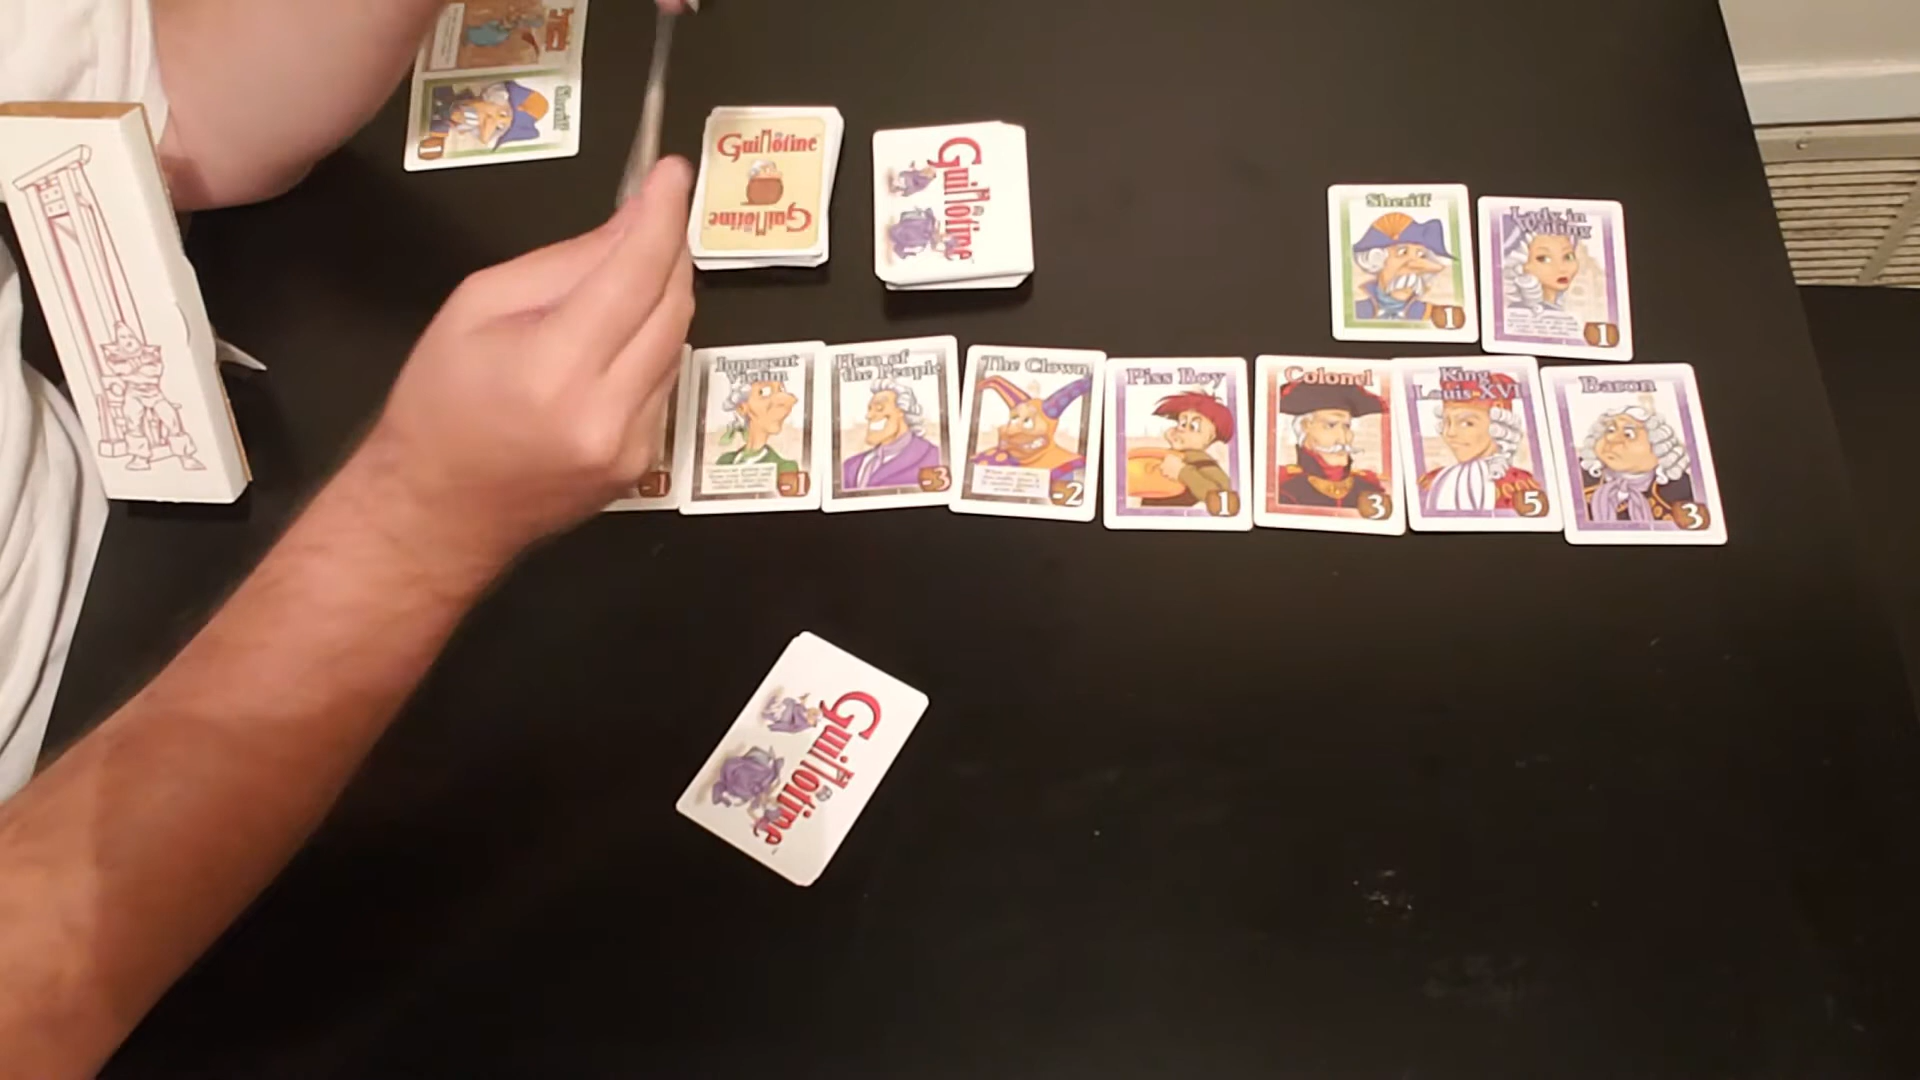 Sheriff
1
Guillotine
Guillotine
Guillotine
Sheriff
1
Lady in
Waiting
1
-1
Innocent
Victim
-1
Hero of
the People
-3
The Clown
-2
Piss Boy
1
Colonel
3
King
Louis XVI
5
Baron
3
Guillotine